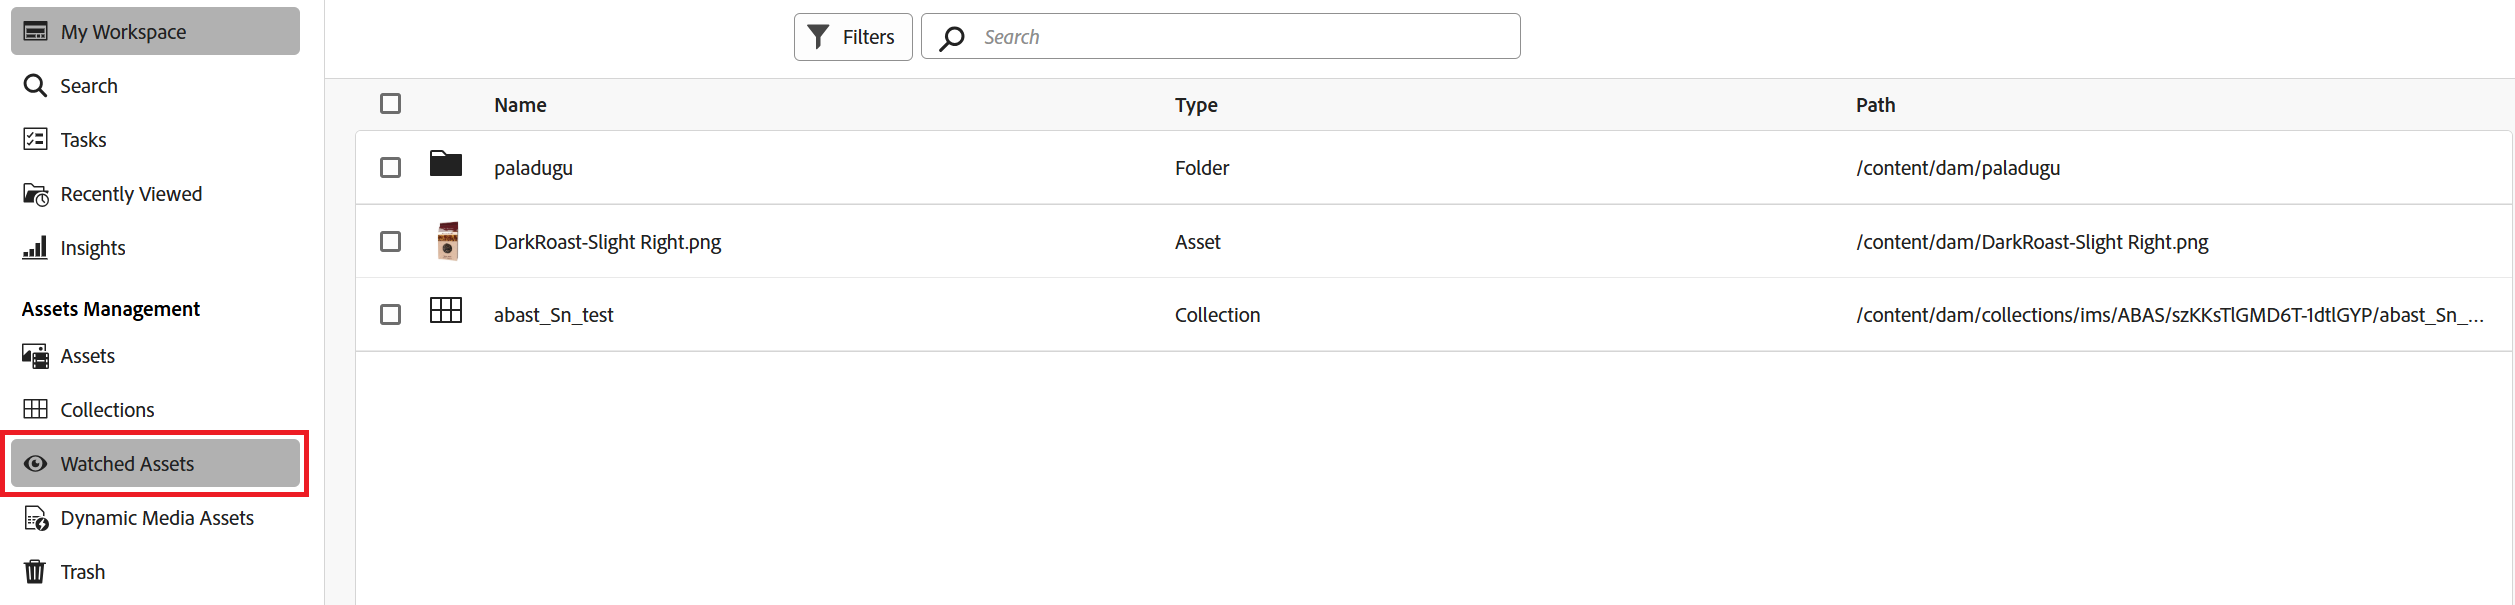 My Workspace
Search
Tasks
Recently Viewed
Insights
Assets Management
Assets
Collections
Watched Assets
Dynamic Media Assets
Trash
Filters Search
Name Type Path
paladugu Folder /content/dam/paladugu
DarkRoast-Slight Right.png Asset /content/dam/DarkRoast-Slight Right.png
abast_Sn_test Collection /content/dam/collections/ims/ABAS/szKKsTlGMD6T-1dtlGYP/abast_Sn_...